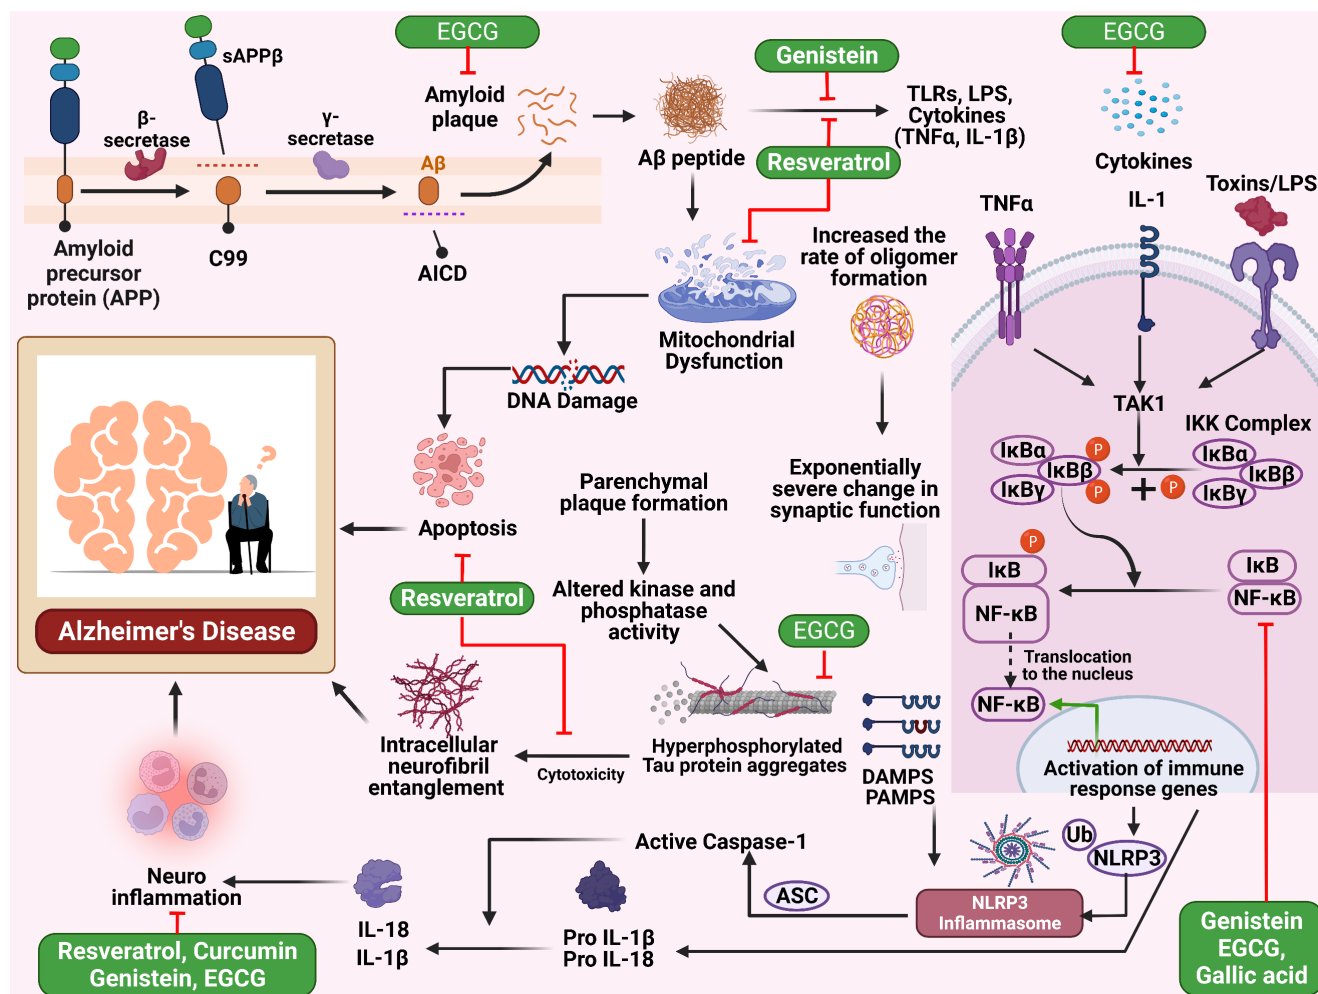 EGCG
Amyloid
plaque
sAPPβ
β-
secretase
γ-
secretase
Aβ
Amyloid
precursor
protein (APP)
C99
AICD
Aβ peptide
Genistein
Resveratrol
TLRs, LPS,
Cytokines
(TNFα, IL-1β)
EGCG
Cytokines
TNFα
IL-1
Toxins/LPS
Mitochondrial
Dysfunction
Increased the
rate of oligomer
formation
DNA Damage
Apoptosis
Exponentially
severe change in
synaptic function
Parenchymal
plaque formation
Altered kinase and
phosphatase
activity
Resveratrol
EGCG
Alzheimer's Disease
Intracellular
neurofibril
entanglement
Cytotoxicity
Hyperphosphorylated
Tau protein aggregates
DAMPS
PAMPS
TAK1
IKK Complex
IκBα
IκBβ
IκBγ
P
P
+
P
IκBα
IκBβ
IκBγ
P
IκB
NF-κB
IκB
NF-κB
Translocation
to the nucleus
NF-κB
Activation of immune
response genes
Ub
NLRP3
NLRP3
Inflammasome
ASC
Active Caspase-1
Pro IL-1β
Pro IL-18
IL-18
IL-1β
Neuro
inflammation
Resveratrol, Curcumin
Genistein, EGCG
Genistein
EGCG,
Gallic acid